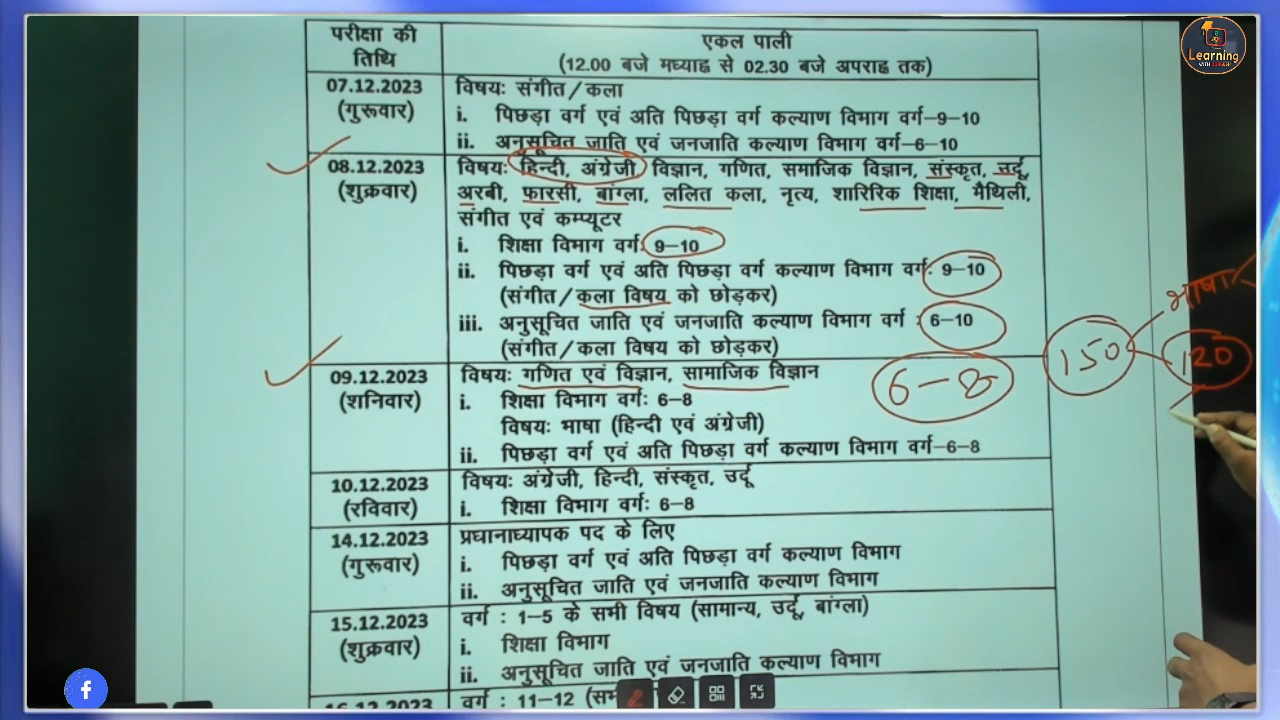 परीक्षा की
तिथि
एकल पाली
(12.00 बजे मध्याह्न से 02.30 बजे अपराह्न तक)
07.12.2023
(गुरूवार)
विषयः संगीत/कला
i. पिछड़ा वर्ग एवं अति पिछड़ा वर्ग कल्याण विभाग वर्ग-9-10
ii. अनुसूचित जाति एवं जनजाति कल्याण विभाग वर्ग-6-10
08.12.2023
(शुक्रवार)
विषयः हिन्दी, अंग्रेजी विज्ञान, गणित, समाजिक विज्ञान, संस्कृत, उर्दू,
अरबी, फारसी, बांग्ला, ललित कला, नृत्य, शारिरिक शिक्षा, मैथिली,
संगीत एवं कम्प्यूटर
i. शिक्षा विभाग वर्गः 9-10
ii. पिछड़ा वर्ग एवं अति पिछड़ा वर्ग कल्याण विभाग वर्ग: 9-10
(संगीत/कला विषय को छोड़कर)
iii. अनुसूचित जाति एवं जनजाति कल्याण विभाग वर्ग : 6-10
(संगीत/कला विषय को छोड़कर)
09.12.2023
(शनिवार)
विषयः गणित एवं विज्ञान, सामाजिक विज्ञान
i. शिक्षा विभाग वर्गः 6-8
विषयः भाषा (हिन्दी एवं अंग्रेजी)
ii. पिछड़ा वर्ग एवं अति पिछड़ा वर्ग कल्याण विभाग वर्ग-6-8
6-8
150
भाषा
120
10.12.2023
(रविवार)
विषयः अंग्रेजी, हिन्दी, संस्कृत, उर्दू
i. शिक्षा विभाग वर्गः 6-8
14.12.2023
(गुरूवार)
प्रधानाध्यापक पद के लिए
i. पिछड़ा वर्ग एवं अति पिछड़ा वर्ग कल्याण विभाग
ii. अनुसूचित जाति एवं जनजाति कल्याण विभाग
15.12.2023
(शुक्रवार)
वर्ग : 1-5 के सभी विषय (सामान्य, उर्दू, बांग्ला)
i. शिक्षा विभाग
ii. अनुसूचित जाति एवं जनजाति कल्याण विभाग
16.12.2023
वर्ग : 11-12
Learning
f